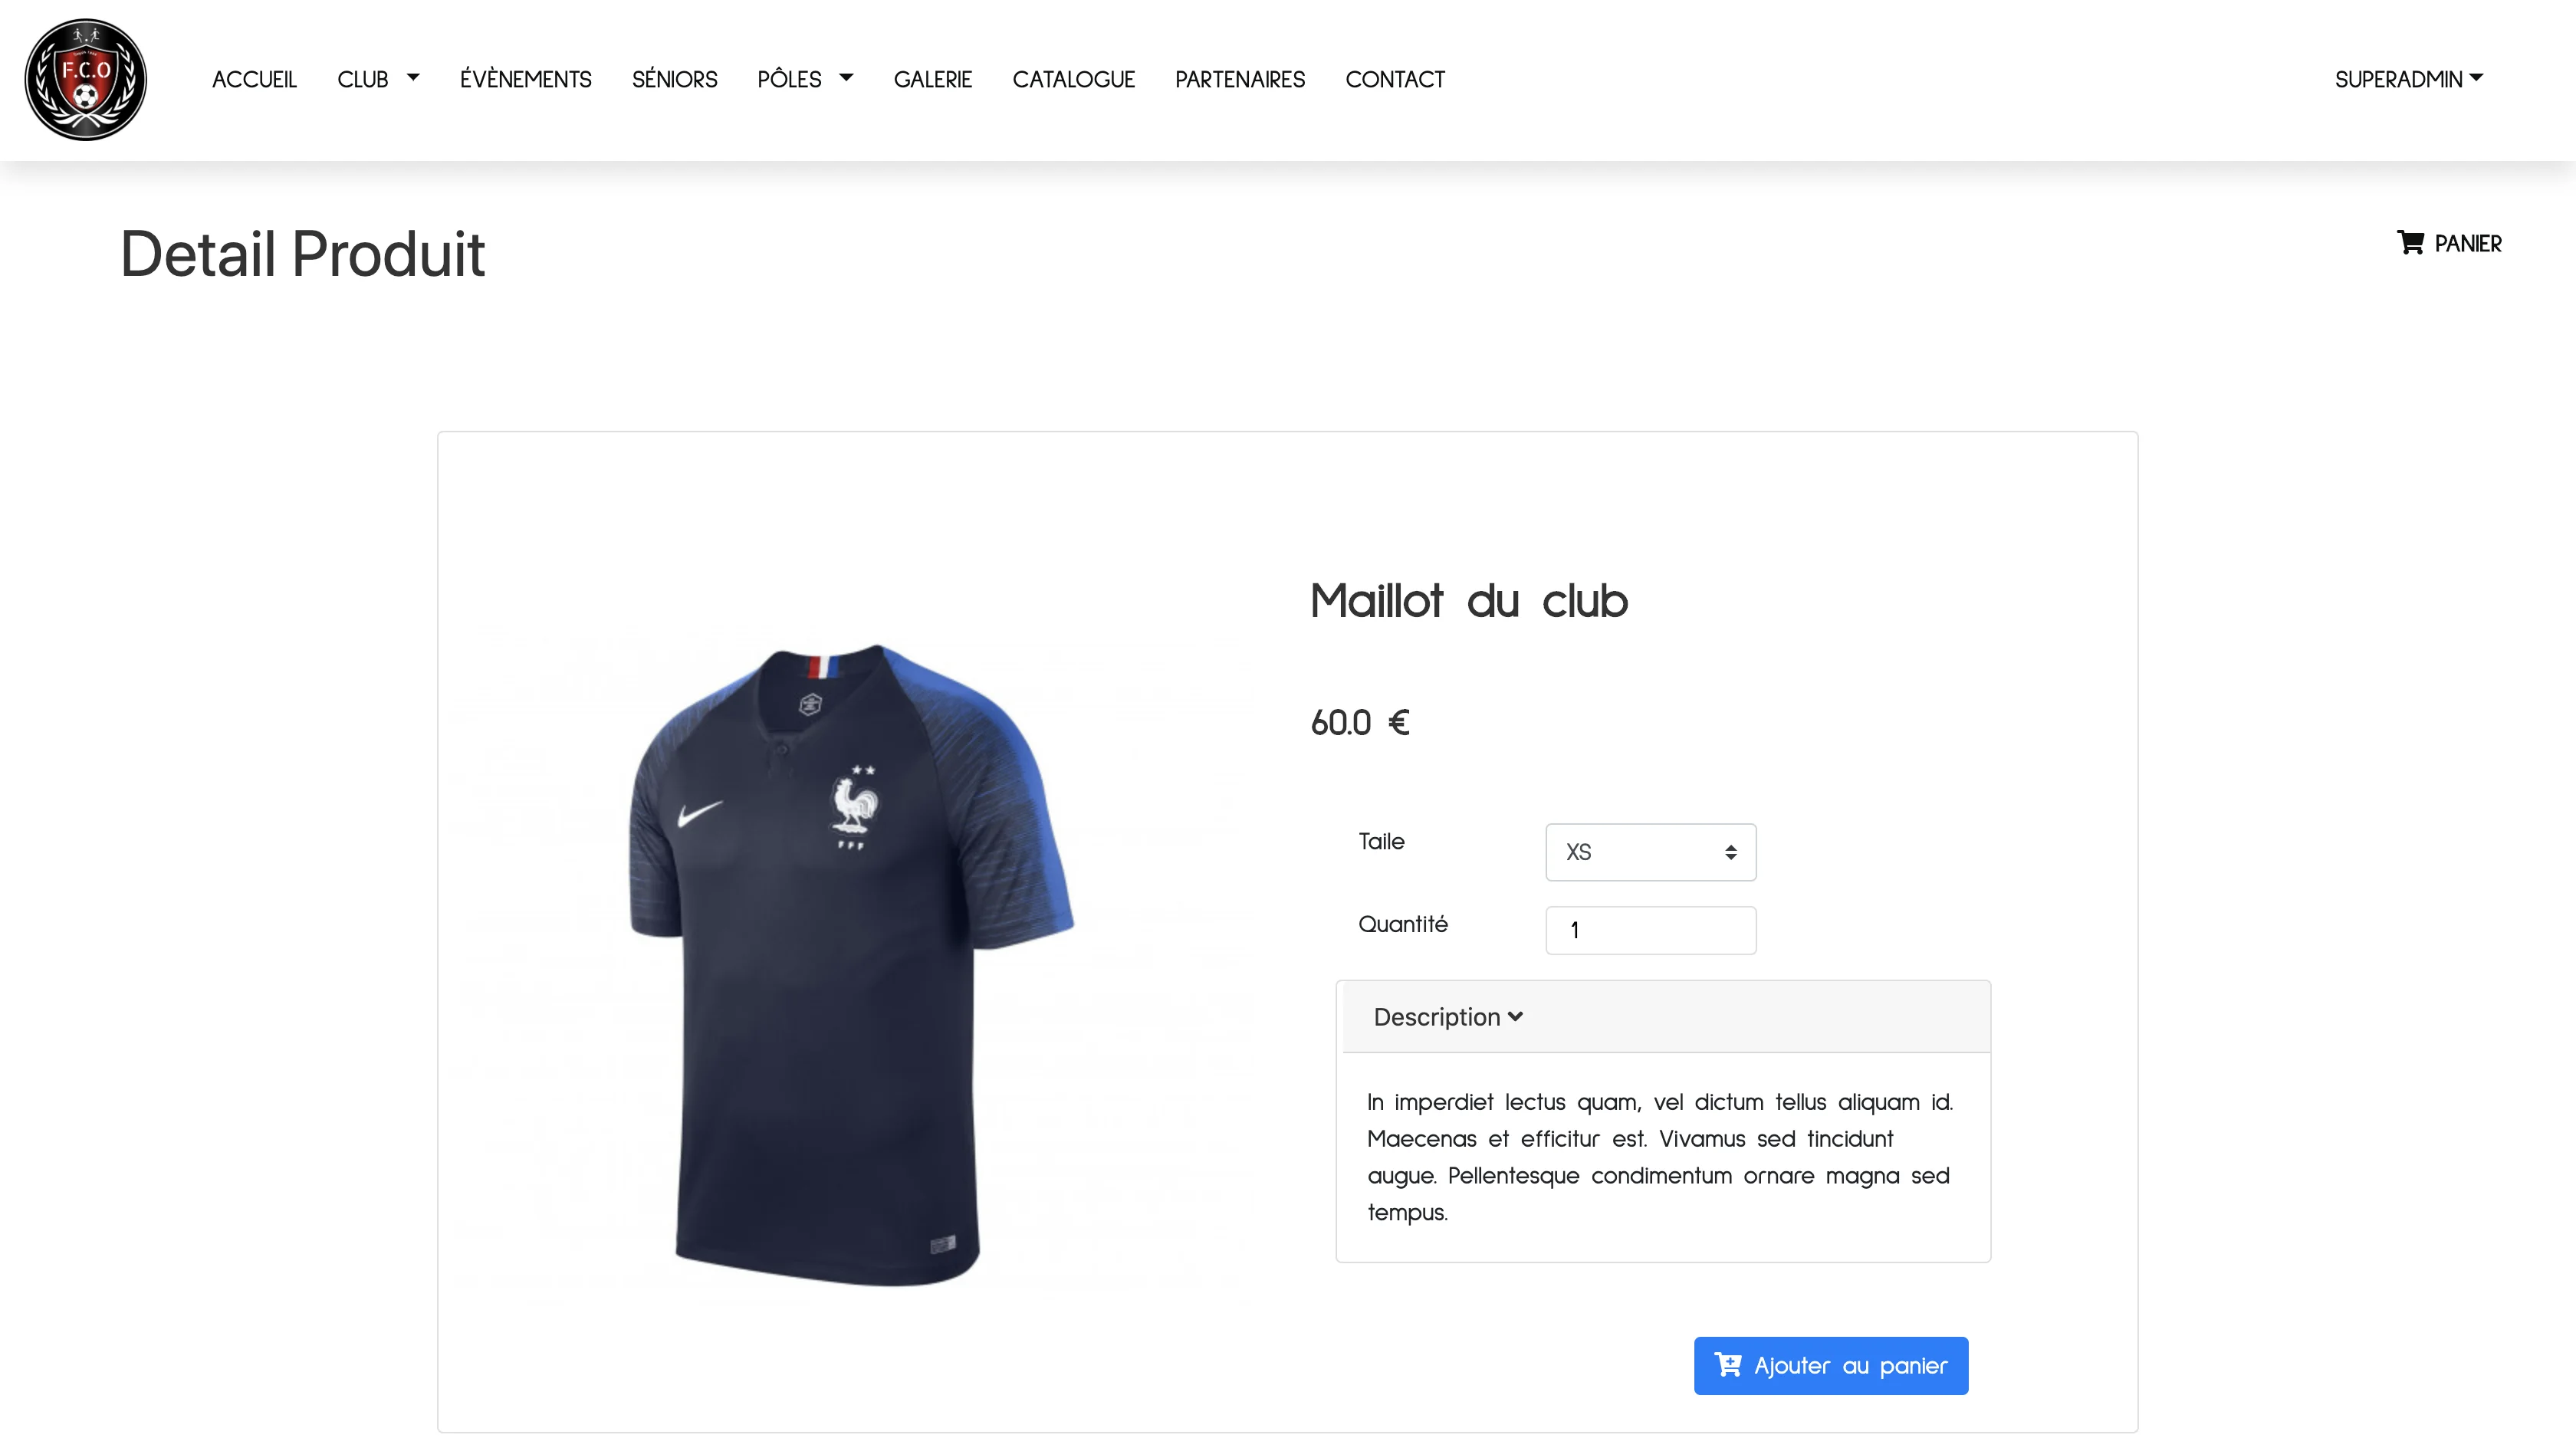 F.C.O
ACCUEIL
CLUB
ÉVÈNEMENTS
SÉNIORS
PÔLES
GALERIE
CATALOGUE
PARTENAIRES
CONTACT
SUPERADMIN
Detail Produit
PANIER
Maillot du club
60.0 €
FFF
Taile
XS
Quantité
1
Description
In imperdiet lectus quam, vel dictum tellus aliquam id.
Maecenas et efficitur est. Vivamus sed tincidunt
augue. Pellentesque condimentum ornare magna sed
tempus.
Ajouter au panier